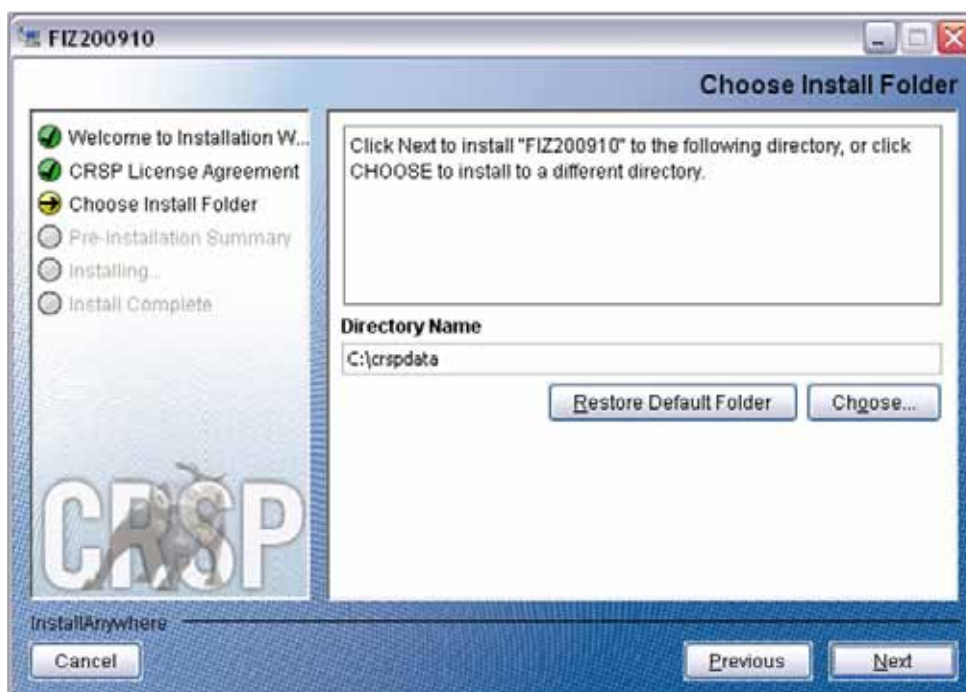 FIZ200910
Choose Install Folder
Welcome to Installation W...
CRSP License Agreement
Choose Install Folder
Pre-Installation Summary
Installing...
Install Complete
CRSP
Click Next to install "FIZ200910" to the following directory, or click
CHOOSE to install to a different directory.
Directory Name
C:\crspdata
Restore Default Folder
Choose...
InstallAnywhere
Cancel
Previous
Next